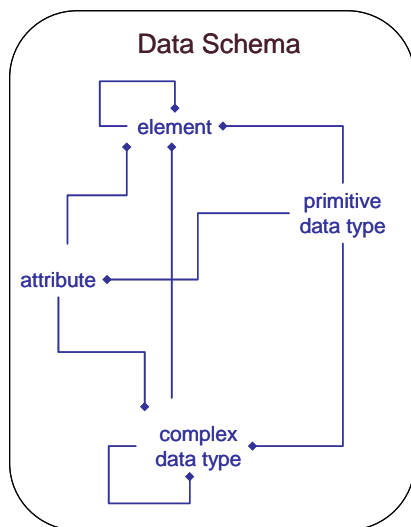 Data Schema
element
primitive
data type
attribute
complex
data type